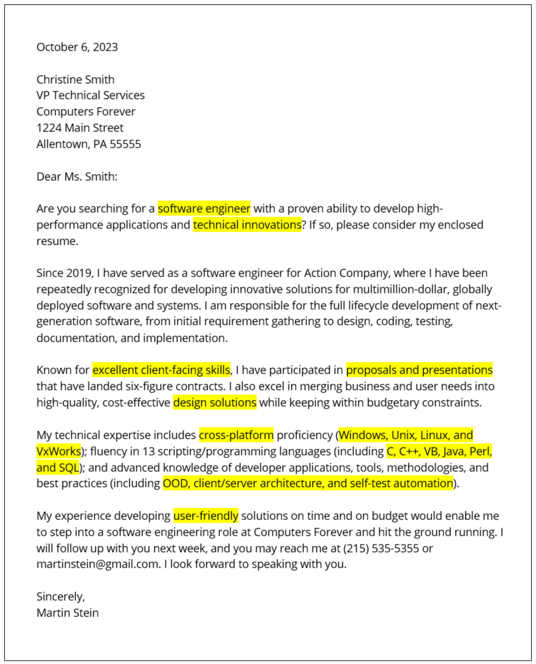 October 6, 2023
Christine Smith
VP Technical Services
Computers Forever
1224 Main Street
Allentown, PA 55555
Dear Ms. Smith:
Are you searching for a software engineer with a proven ability to develop high-
performance applications and technical innovations? If so, please consider my enclosed
resume.
Since 2019, I have served as a software engineer for Action Company, where I have been
repeatedly recognized for developing innovative solutions for multimillion-dollar, globally
deployed software and systems. I am responsible for the full lifecycle development of next-
generation software, from initial requirement gathering to design, coding, testing,
documentation, and implementation.
Known for excellent client-facing skills, I have participated in proposals and presentations
that have landed six-figure contracts. I also excel in merging business and user needs into
high-quality, cost-effective design solutions while keeping within budgetary constraints.
My technical expertise includes cross-platform proficiency (Windows, Unix, Linux, and
VxWorks); fluency in 13 scripting/programming languages (including C, C++, VB, Java, Perl,
and SQL); and advanced knowledge of developer applications, tools, methodologies, and
best practices (including OOD, client/server architecture, and self-test automation).
My experience developing user-friendly solutions on time and on budget would enable me
to step into a software engineering role at Computers Forever and hit the ground running. I
will follow up with you next week, and you may reach me at (215) 535-5355 or
martinstein@gmail.com. I look forward to speaking with you.
Sincerely,
Martin Stein